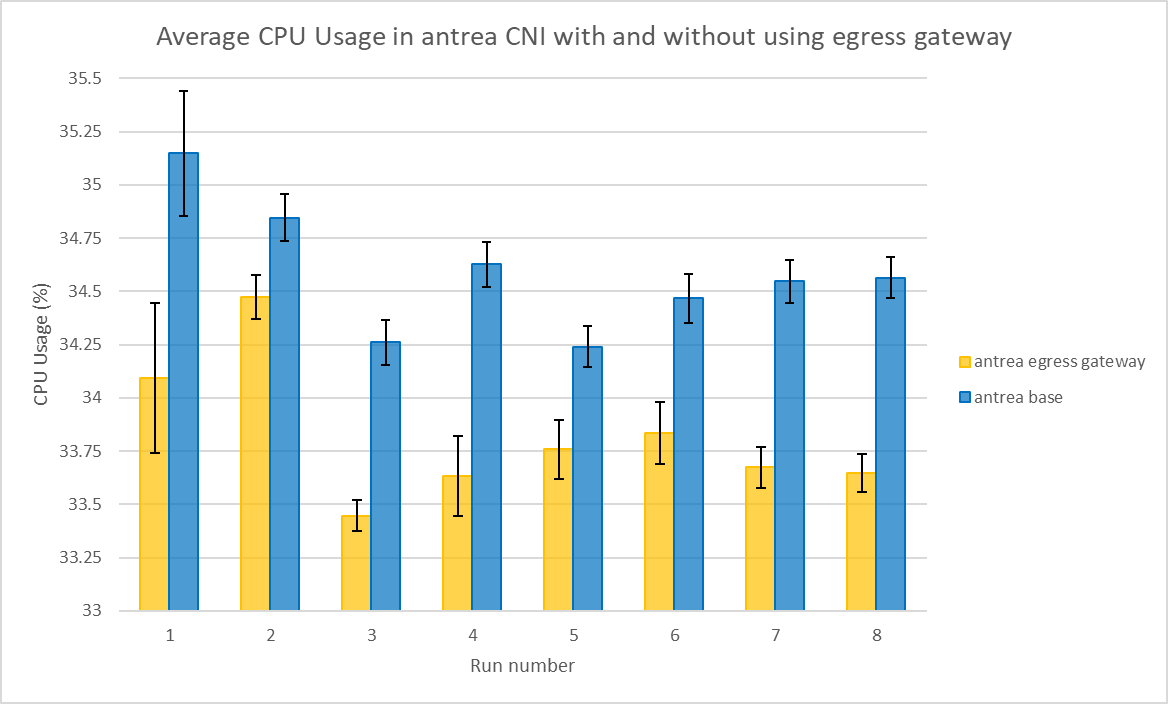 Average CPU Usage in antrea CNI with and without using egress gateway
35.5
35.25
35
34.75
34.5
34.25
34
33.75
33.5
33.25
33
CPU Usage (%)
1 2 3 4 5 6 7 8
Run number
antrea egress gateway
antrea base